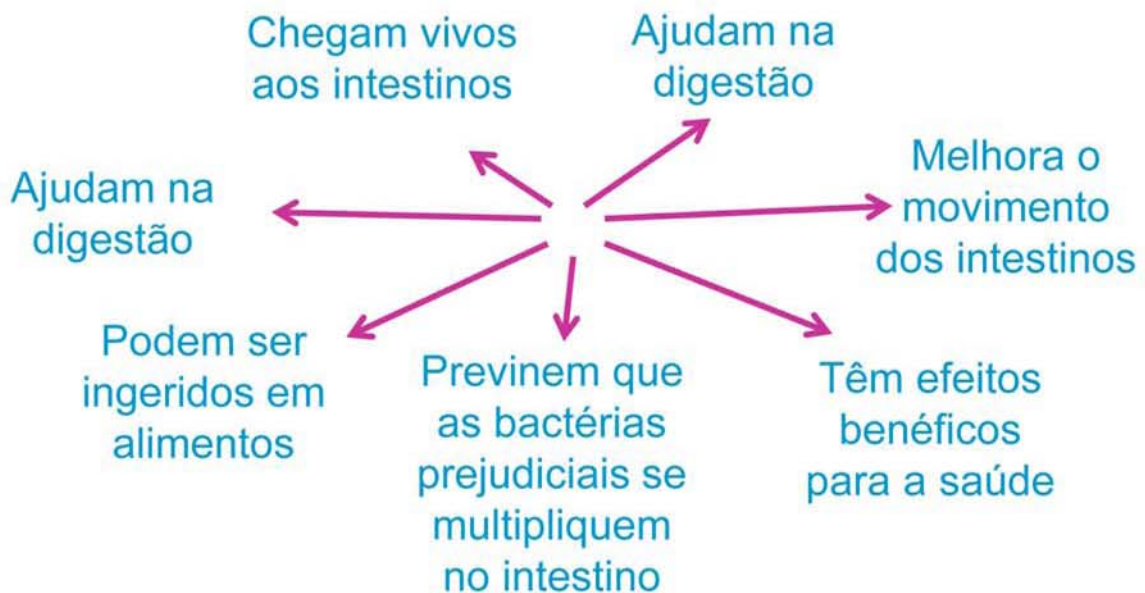 Chegam vivos
aos intestinos
Ajudam na
digestão
Ajudam na
digestão
Melhora o
movimento
dos intestinos
Podem ser
ingeridos em
alimentos
Previnem que
as bactérias
prejudiciais se
multipliquem
no intestino
Têm efeitos
benéficos
para a saúde